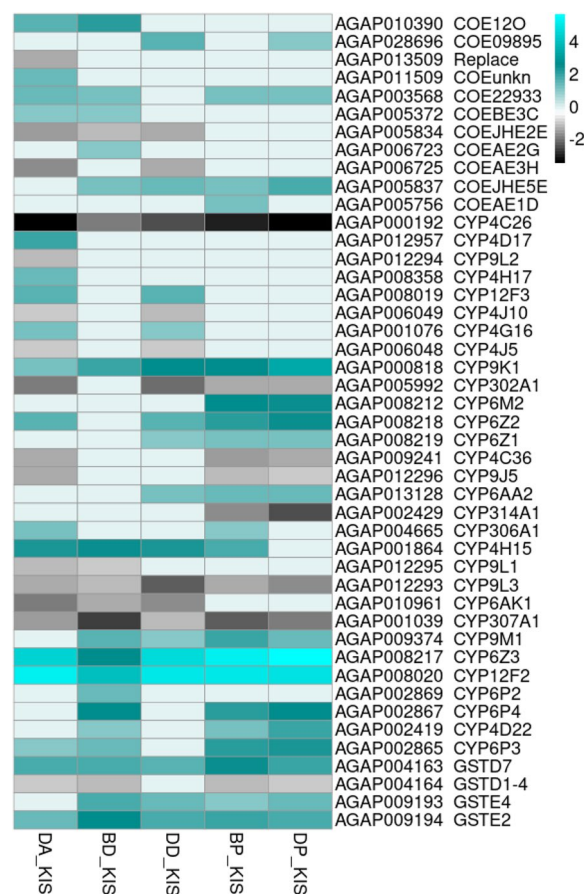 AGAP010390 COE12O
AGAP028696 COE09895
AGAP013509 Replace
AGAP011509 COEunkn
AGAP003568 COE22933
AGAP005372 COEBE3C
AGAP005834 COEJHE2E
AGAP006723 COEAE2G
AGAP006725 COEAE3H
AGAP005837 COEJHE5E
AGAP005756 COEAE1D
AGAP000192 CYP4C26
AGAP012957 CYP4D17
AGAP012294 CYP9L2
AGAP008358 CYP4H17
AGAP008019 CYP12F3
AGAP006049 CYP4J10
AGAP001076 CYP4G16
AGAP006048 CYP4J5
AGAP000818 CYP9K1
AGAP005992 CYP302A1
AGAP008212 CYP6M2
AGAP008218 CYP6Z2
AGAP008219 CYP6Z1
AGAP009241 CYP4C36
AGAP012296 CYP9J5
AGAP013128 CYP6AA2
AGAP002429 CYP314A1
AGAP004665 CYP306A1
AGAP001864 CYP4H15
AGAP012295 CYP9L1
AGAP012293 CYP9L3
AGAP010961 CYP6AK1
AGAP001039 CYP307A1
AGAP009374 CYP9M1
AGAP008217 CYP6Z3
AGAP008020 CYP12F2
AGAP002869 CYP6P2
AGAP002867 CYP6P4
AGAP002419 CYP4D22
AGAP002865 CYP6P3
AGAP004163 GSTD7
AGAP004164 GSTD1-4
AGAP009193 GSTE4
AGAP009194 GSTE2
4
2
0
-2
DA_KIS
BD_KIS
DD_KIS
BP_KIS
DP_KIS